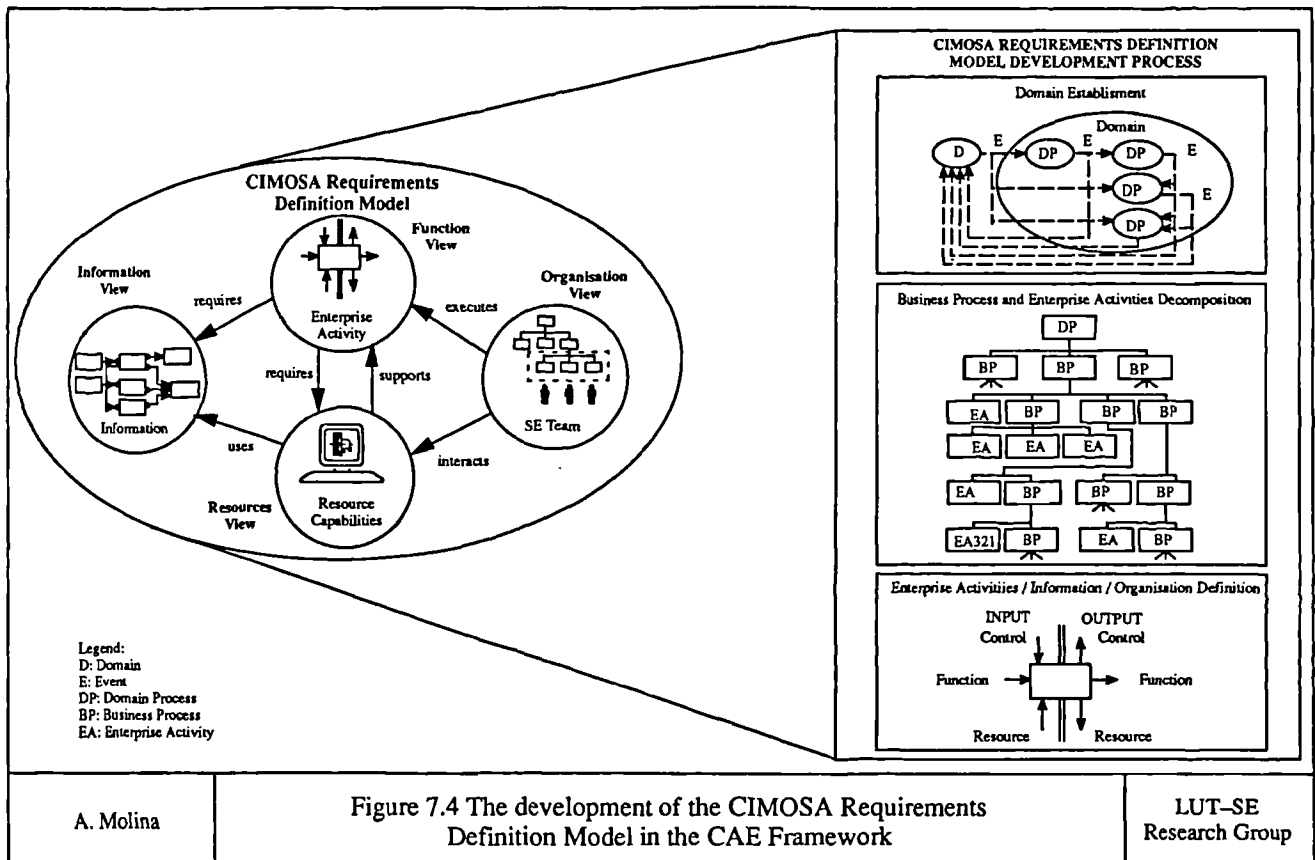 CIMOSA Requirements
Definition Model
Function
View
Information
View
Organisation
View
requires
executes
Enterprise
Activity
requires
supports
Information
SE Team
uses
interacts
Resource
Capabilities
Resources
View
Legend:
D: Domain
E: Event
DP: Domain Process
BP: Business Process
EA: Enterprise Activity
CIMOSA REQUIREMENTS DEFINITION
MODEL DEVELOPMENT PROCESS
Domain Establisment
Domain
D E DP E DP E
DP E
DP
Business Process and Enterprise Activities Decomposition
DP
BP BP BP
EA BP BP BP
EA EA EA
EA BP BP BP
EA321 BP EA BP
Enterprise Activitiies / Information / Organisation Definition
INPUT OUTPUT
Control Control
Function Function
Resource Resource
A. Molina
Figure 7.4 The development of the CIMOSA Requirements
Definition Model in the CAE Framework
LUT–SE
Research Group